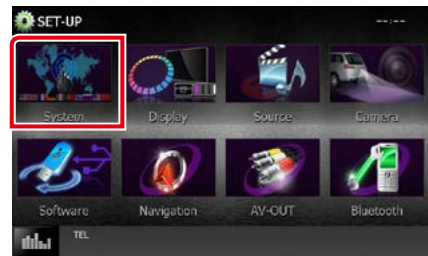 SET-UP
--:--
System
Display
Source
Camera
Software
Navigation
AV-OUT
Bluetooth
TEL